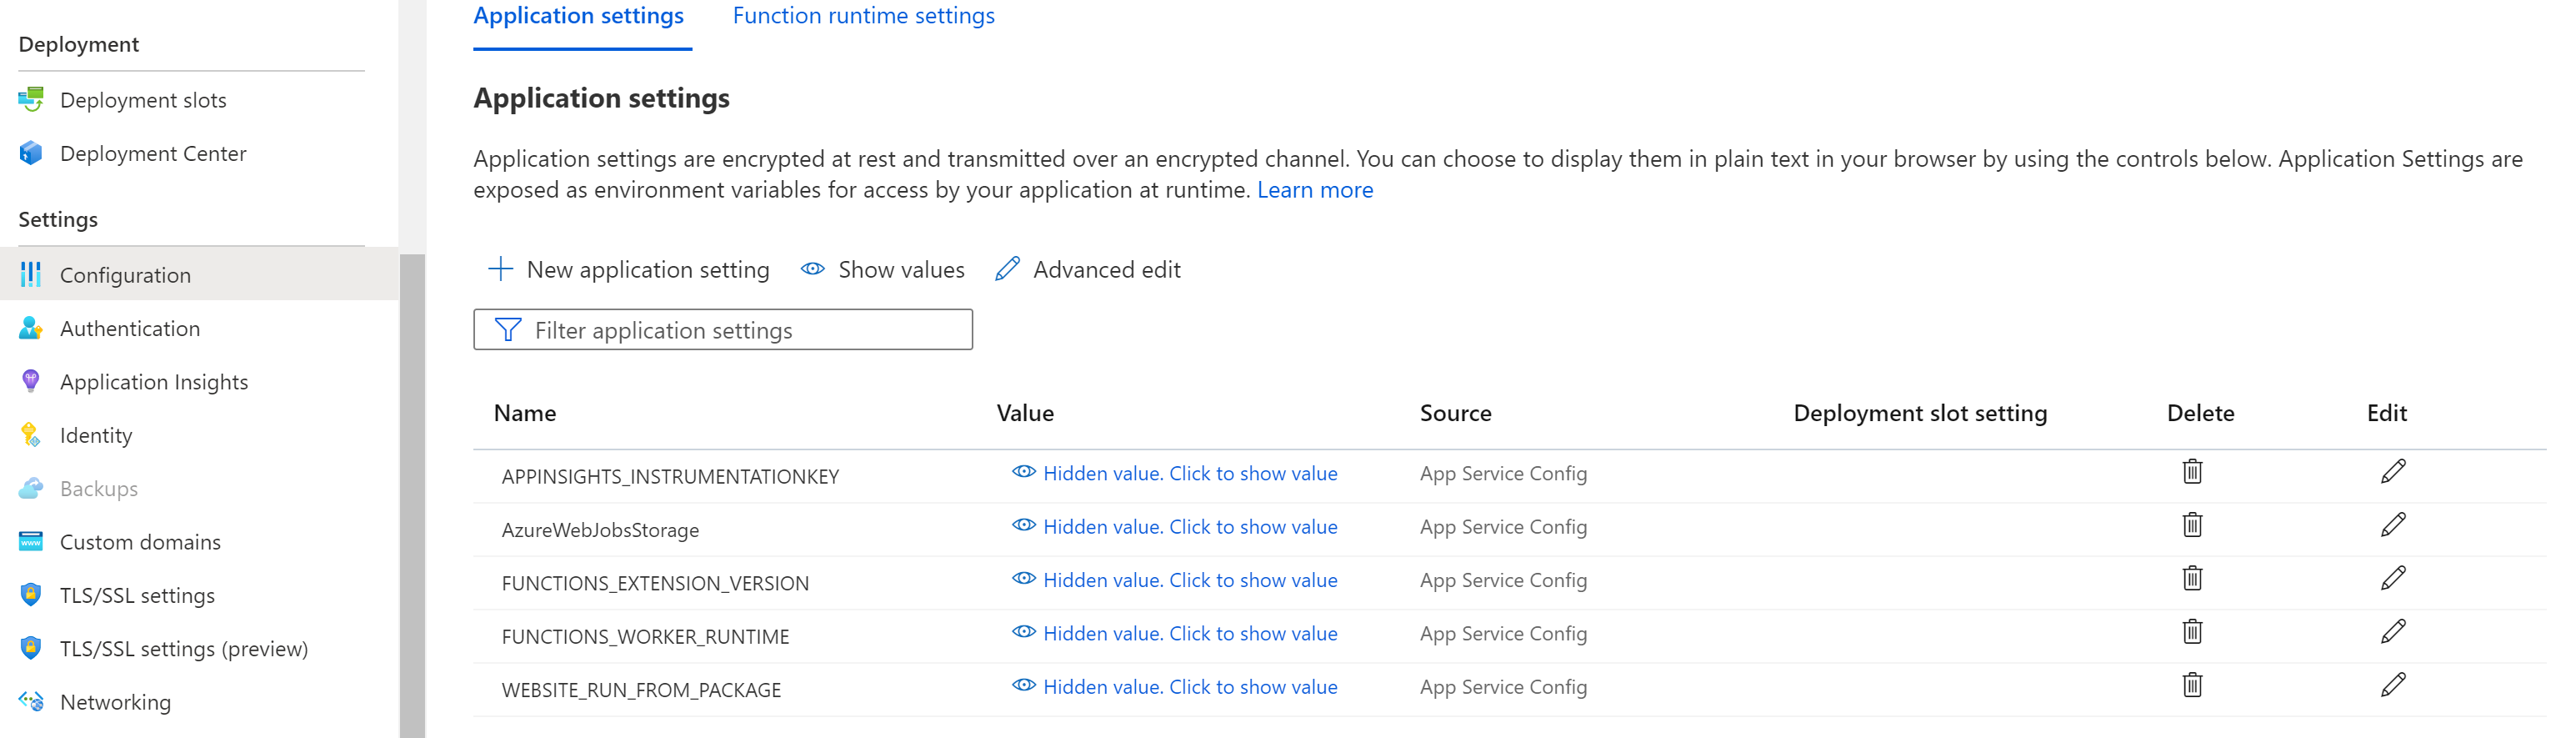 Deployment
Deployment slots
Deployment Center
Settings
Configuration
Authentication
Application Insights
Identity
Backups
Custom domains
TLS/SSL settings
TLS/SSL settings (preview)
Networking
Application settings Function runtime settings
Application settings
Application settings are encrypted at rest and transmitted over an encrypted channel. You can choose to display them in plain text in your browser by using the controls below. Application Settings are
exposed as environment variables for access by your application at runtime. Learn more
New application setting Show values Advanced edit
Filter application settings
Name Value Source Deployment slot setting Delete Edit
APPINSIGHTS_INSTRUMENTATIONKEY Hidden value. Click to show value App Service Config
AzureWebJobsStorage Hidden value. Click to show value App Service Config
FUNCTIONS_EXTENSION_VERSION Hidden value. Click to show value App Service Config
FUNCTIONS_WORKER_RUNTIME Hidden value. Click to show value App Service Config
WEBSITE_RUN_FROM_PACKAGE Hidden value. Click to show value App Service Config